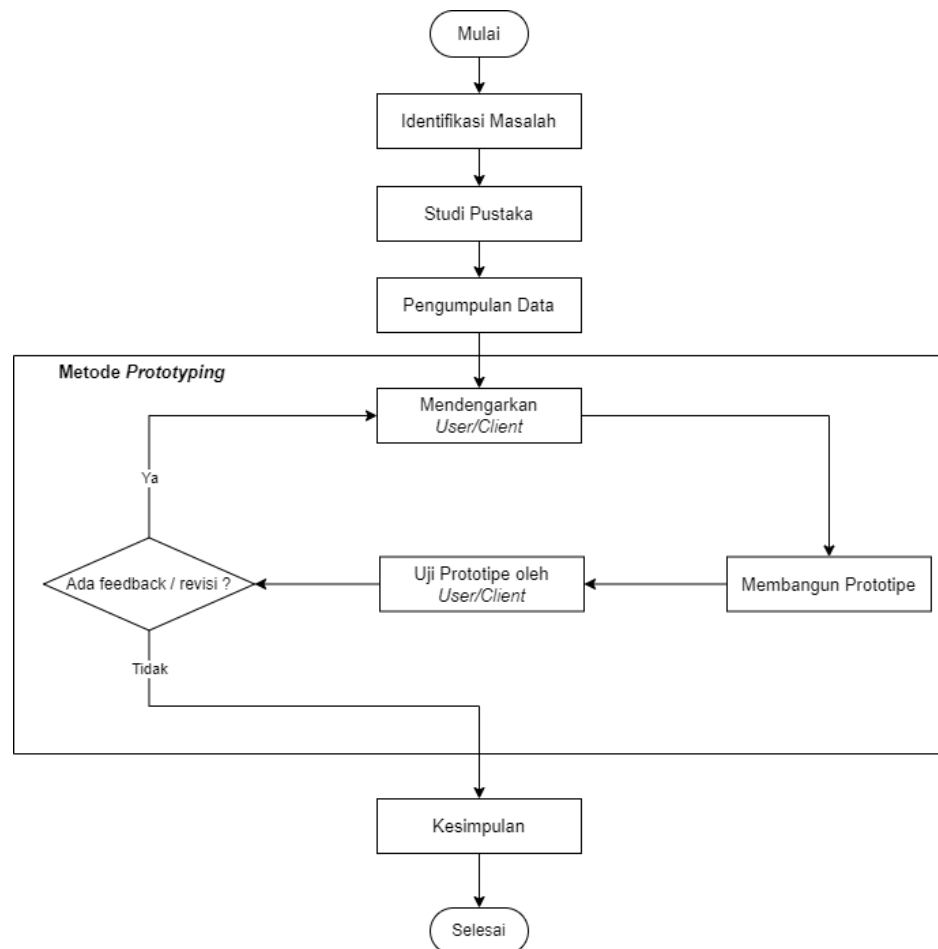 Mulai
Identifikasi Masalah
Studi Pustaka
Pengumpulan Data
Metode Prototyping
Mendengarkan
User/Client
Ya
Ada feedback / revisi ?
Uji Prototipe oleh
User/Client
Membangun Prototipe
Tidak
Kesimpulan
Selesai